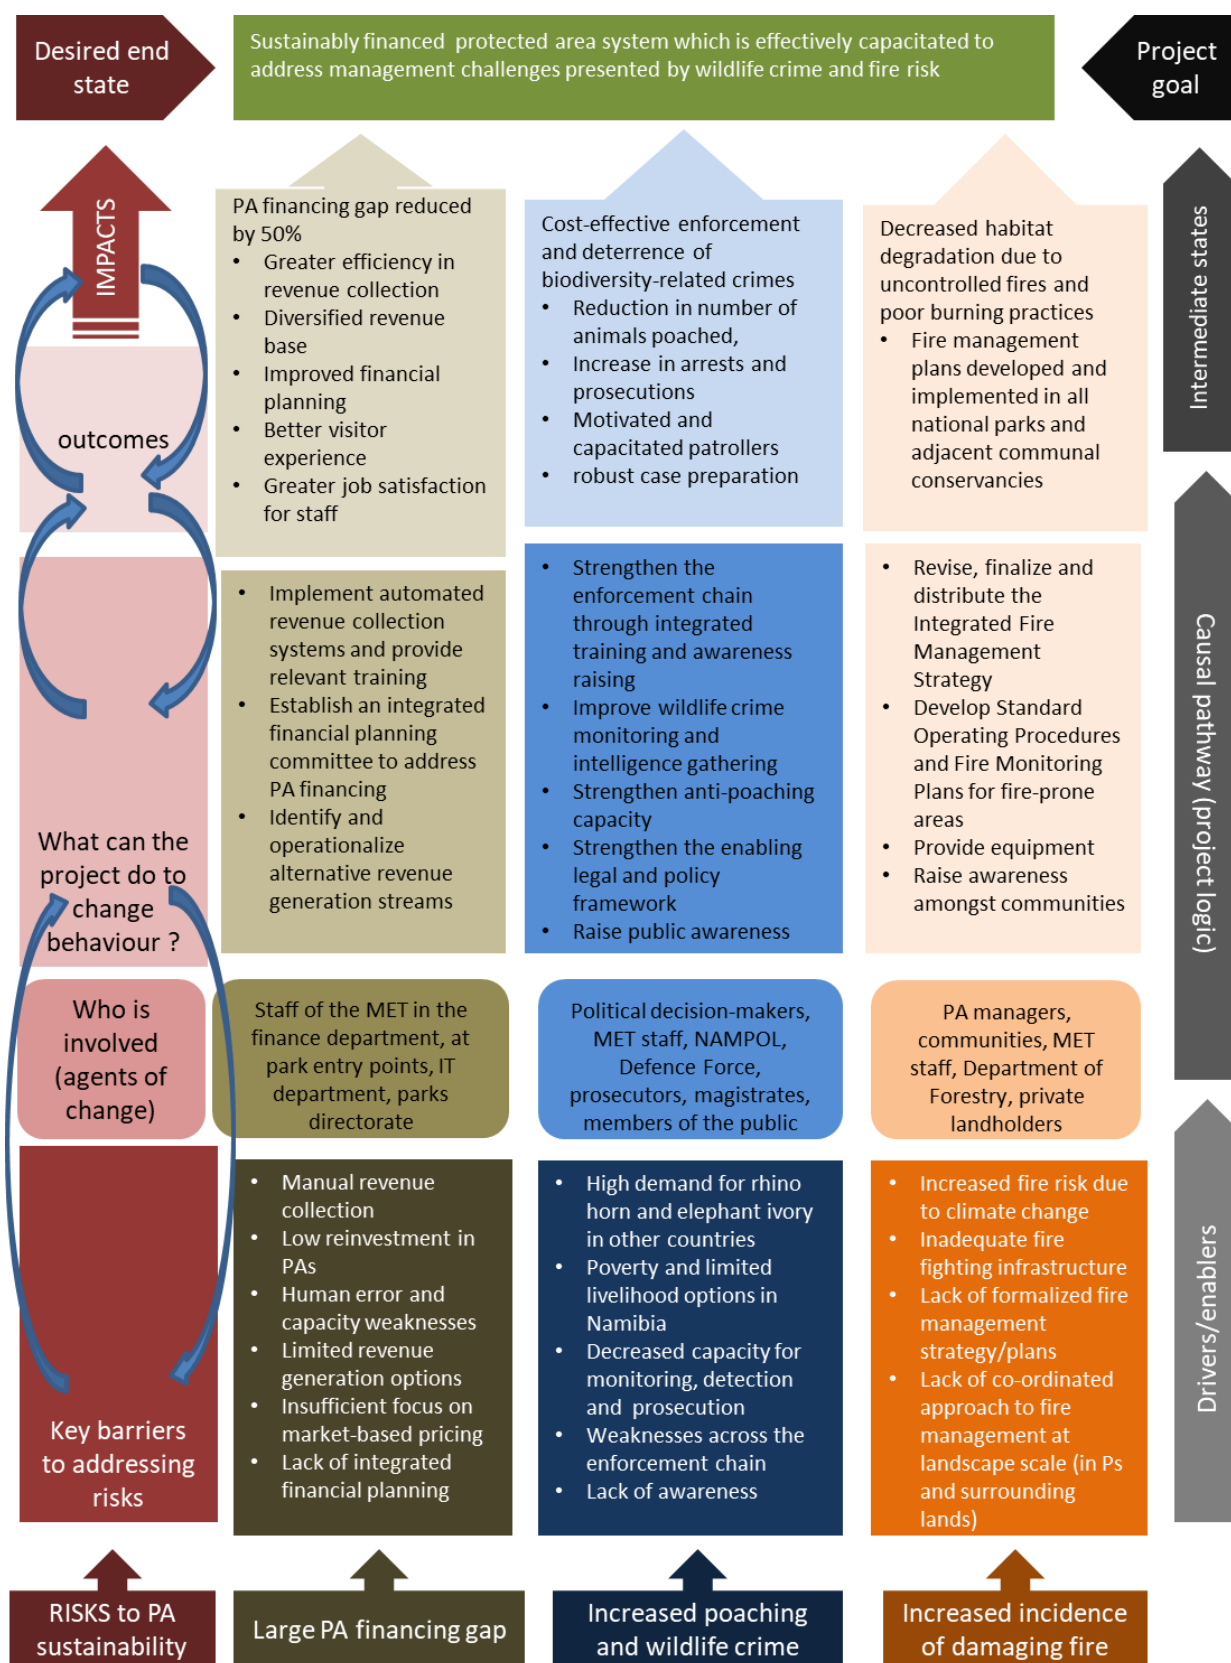 Desired end
state
Sustainably financed protected area system which is effectively capacitated to
address management challenges presented by wildlife crime and fire risk
Project
goal
IMPACTS
PA financing gap reduced
by 50%
• Greater efficiency in
revenue collection
• Diversified revenue
base
• Improved financial
planning
• Better visitor
experience
• Greater job satisfaction
for staff
Cost-effective enforcement
and deterrence of
biodiversity-related crimes
• Reduction in number of
animals poached,
• Increase in arrests and
prosecutions
• Motivated and
capacitated patrollers
• robust case preparation
Decreased habitat
degradation due to
uncontrolled fires and
poor burning practices
• Fire management
plans developed and
implemented in all
national parks and
adjacent communal
conservancies
Intermediate states
outcomes
What can the
project do to
change
behaviour ?
• Implement automated
revenue collection
systems and provide
relevant training
• Establish an integrated
financial planning
committee to address
PA financing
• Identify and
operationalize
alternative revenue
generation streams
• Strengthen the
enforcement chain
through integrated
training and awareness
raising
• Improve wildlife crime
monitoring and
intelligence gathering
• Strengthen anti-poaching
capacity
• Strengthen the enabling
legal and policy
framework
• Raise public awareness
• Revise, finalize and
distribute the
Integrated Fire
Management
Strategy
• Develop Standard
Operating Procedures
and Fire Monitoring
Plans for fire-prone
areas
• Provide equipment
• Raise awareness
amongst communities
Causal pathway (project logic)
Who is
involved
(agents of
change)
Staff of the MET in the
finance department, at
park entry points, IT
department, parks
directorate
Political decision-makers,
MET staff, NAMPOL,
Defence Force,
prosecutors, magistrates,
members of the public
PA managers,
communities, MET
staff, Department of
Forestry, private
landholders
Key barriers
to addressing
risks
• Manual revenue
collection
• Low reinvestment in
PAs
• Human error and
capacity weaknesses
• Limited revenue
generation options
• Insufficient focus on
market-based pricing
• Lack of integrated
financial planning
• High demand for rhino
horn and elephant ivory
in other countries
• Poverty and limited
livelihood options in
Namibia
• Decreased capacity for
monitoring, detection
and prosecution
• Weaknesses across the
enforcement chain
• Lack of awareness
• Increased fire risk due
to climate change
• Inadequate fire
fighting infrastructure
• Lack of formalized fire
management
strategy/plans
• Lack of co-ordinated
approach to fire
management at
landscape scale (in Ps
and surrounding
lands)
Drivers/enablers
RISKS to PA
sustainability
Large PA financing gap
Increased poaching
and wildlife crime
Increased incidence
of damaging fire